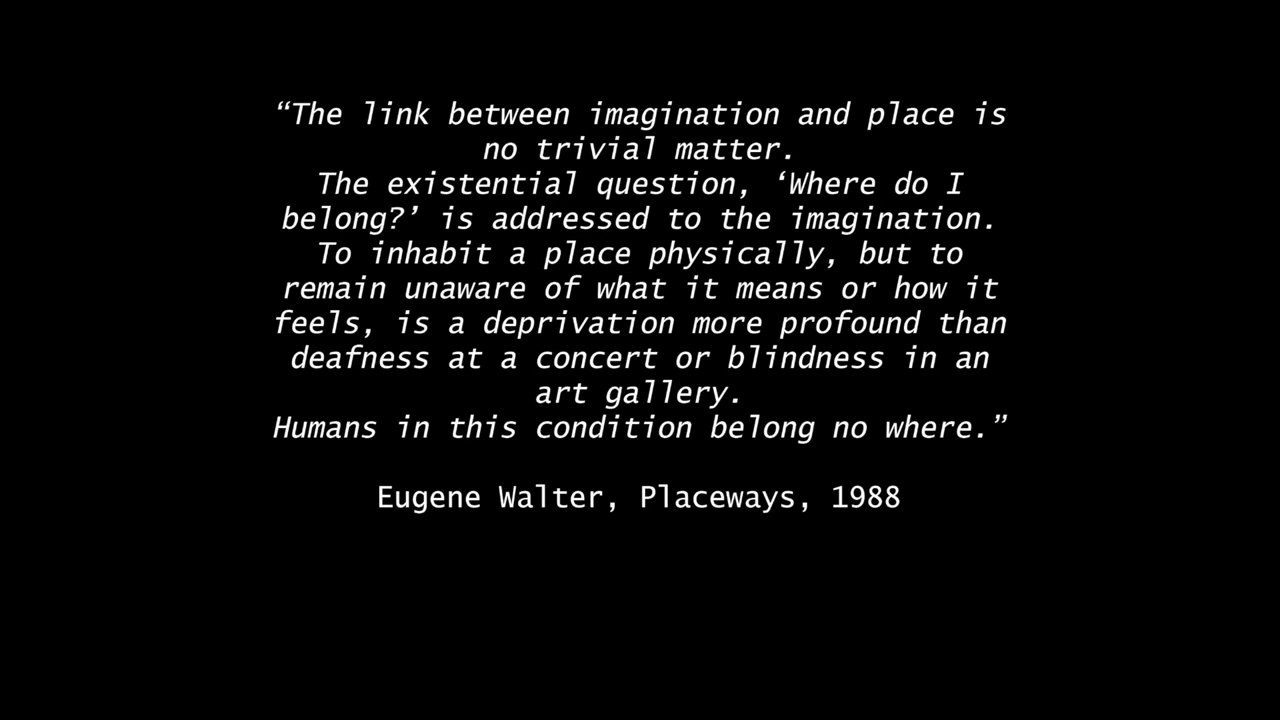 “The link between imagination and place is
no trivial matter.
The existential question, ‘Where do I
belong?’ is addressed to the imagination.
To inhabit a place physically, but to
remain unaware of what it means or how it
feels, is a deprivation more profound than
deafness at a concert or blindness in an
art gallery.
Humans in this condition belong no where.”
Eugene Walter, Placeways, 1988